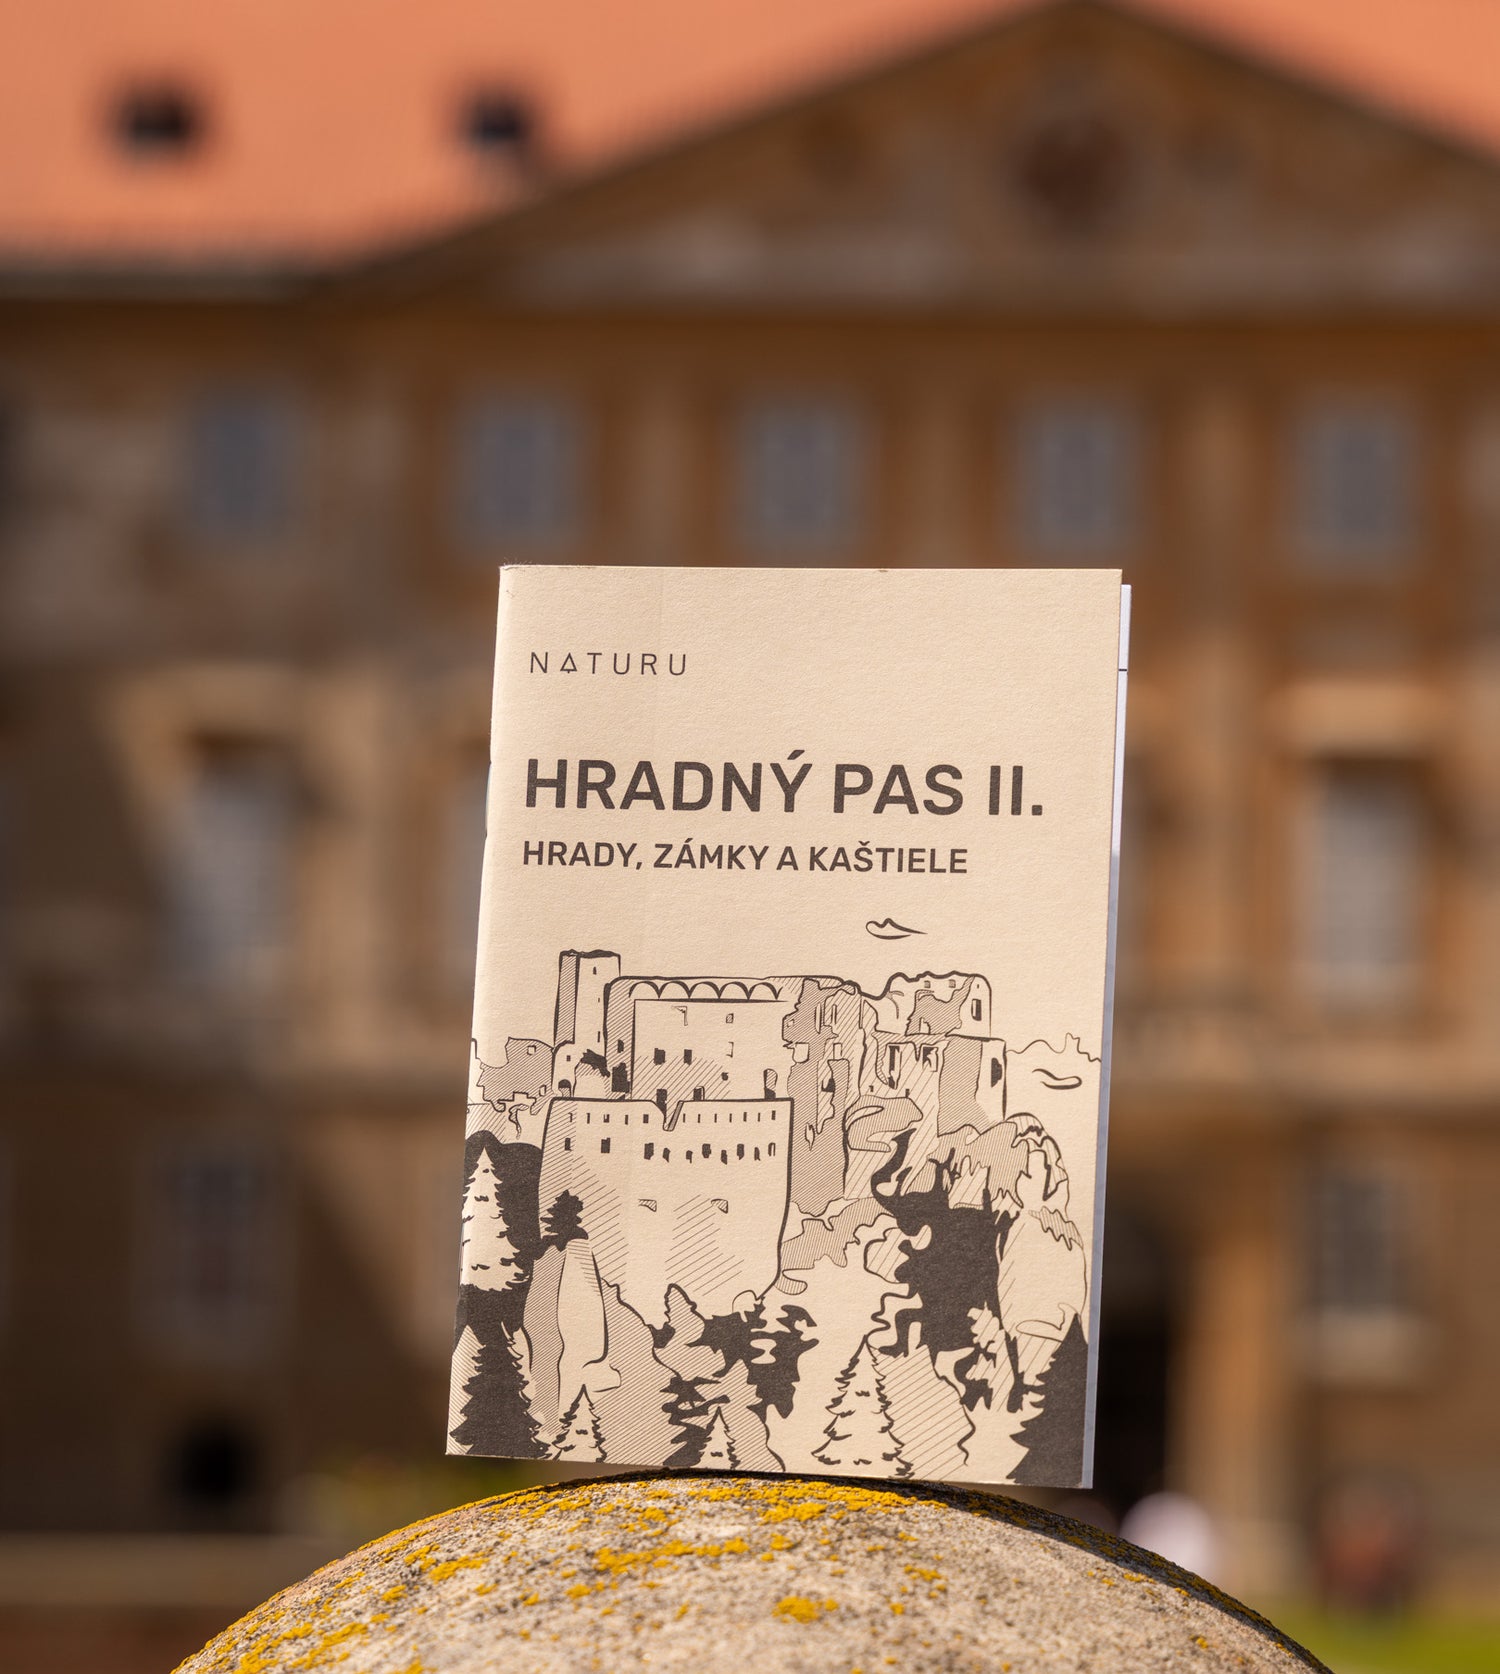 NATURU
HRADNÝ PAS II.
HRADY, ZÁMKY A KAŠTIELE